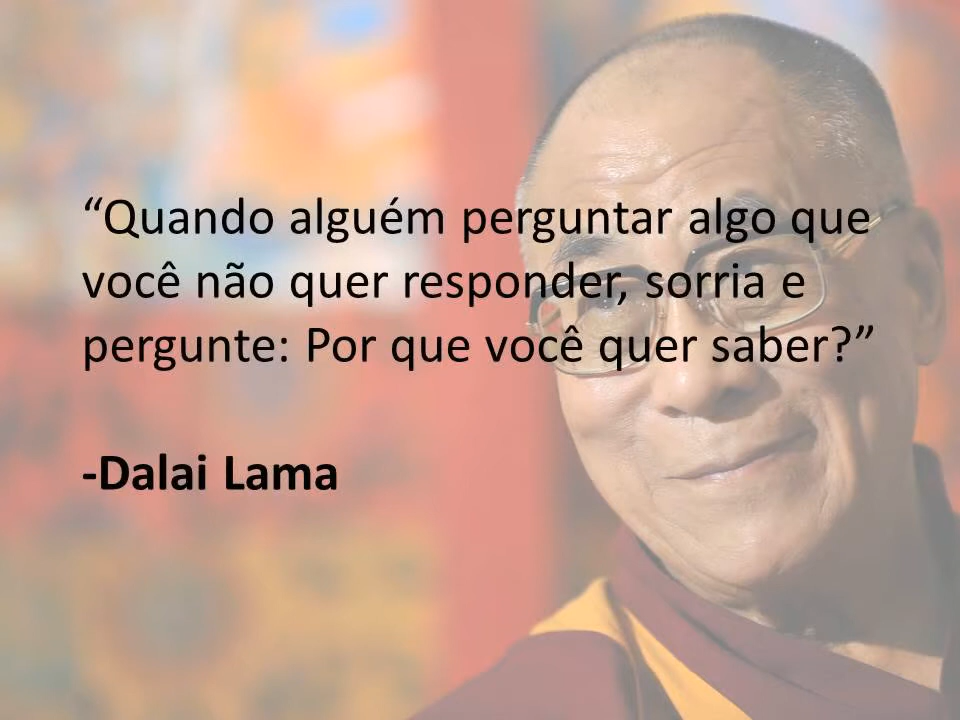 “Quando alguém perguntar algo que
você não quer responder, sorria e
pergunte: Por que você quer saber?”
-Dalai Lama